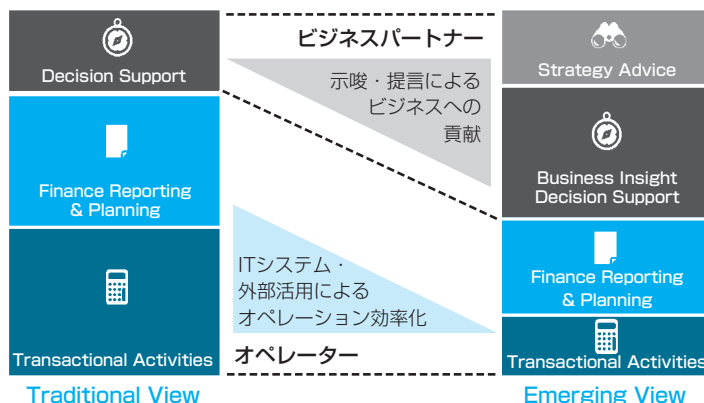 Decision Support
Finance Reporting
& Planning
Transactional Activities
Traditional View
ビジネスパートナー
示唆・提言による
ビジネスへの
貢献
ITシステム・
外部活用による
オペレーション効率化
オペレーター
Strategy Advice
Business Insight
Decision Support
Finance Reporting
& Planning
Transactional Activities
Emerging View